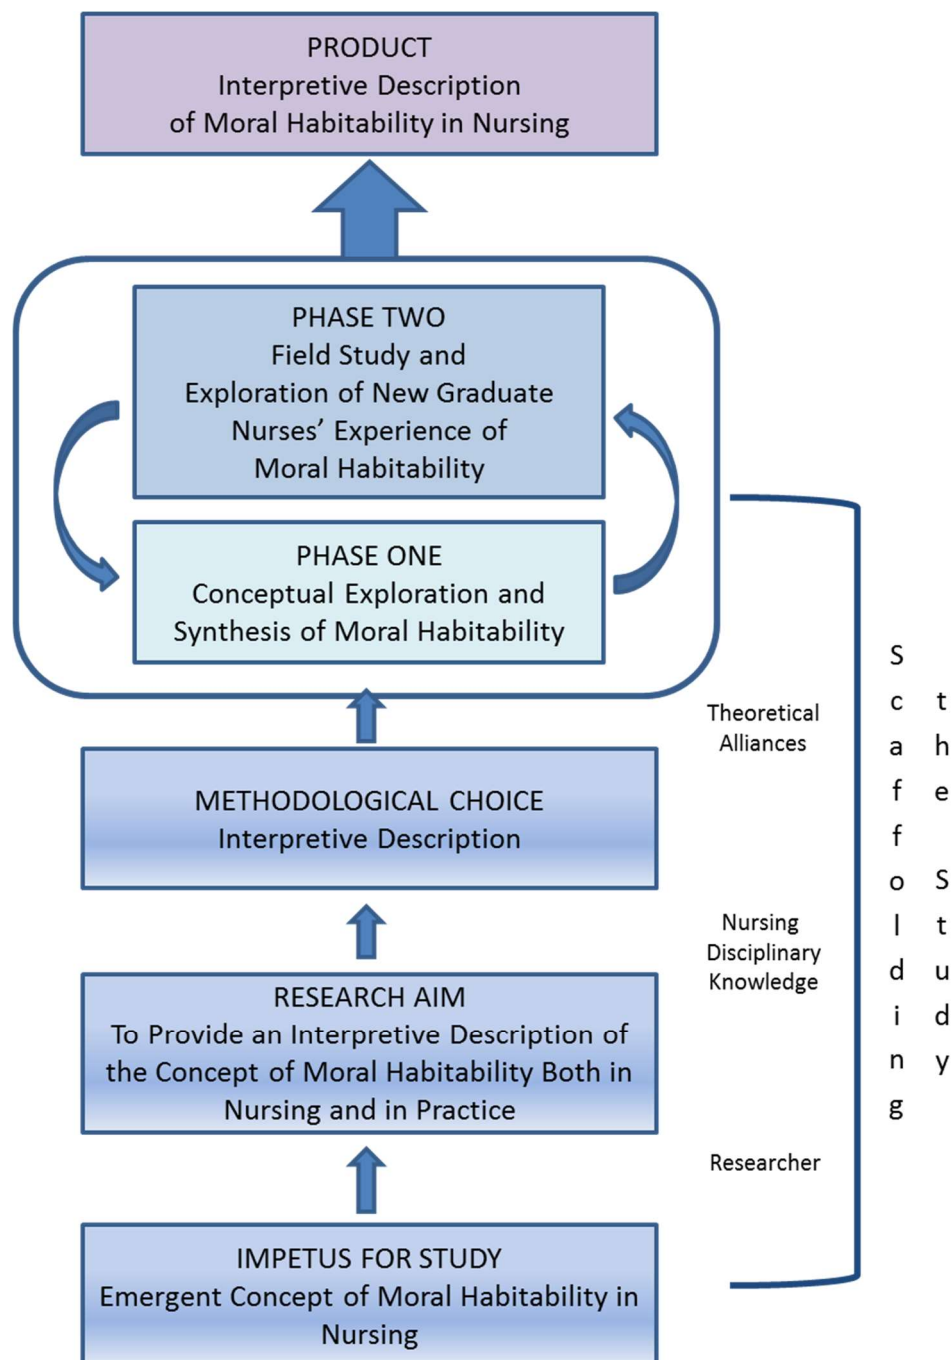 PRODUCT
Interpretive Description
of Moral Habitability in Nursing
PHASE TWO
Field Study and
Exploration of New Graduate
Nurses’ Experience of
Moral Habitability
PHASE ONE
Conceptual Exploration and
Synthesis of Moral Habitability
METHODOLOGICAL CHOICE
Interpretive Description
RESEARCH AIM
To Provide an Interpretive Description of
the Concept of Moral Habitability Both in
Nursing and in Practice
IMPETUS FOR STUDY
Emergent Concept of Moral Habitability in
Nursing
Theoretical
Alliances
Nursing
Disciplinary
Knowledge
Researcher
Scaffolding
the Study